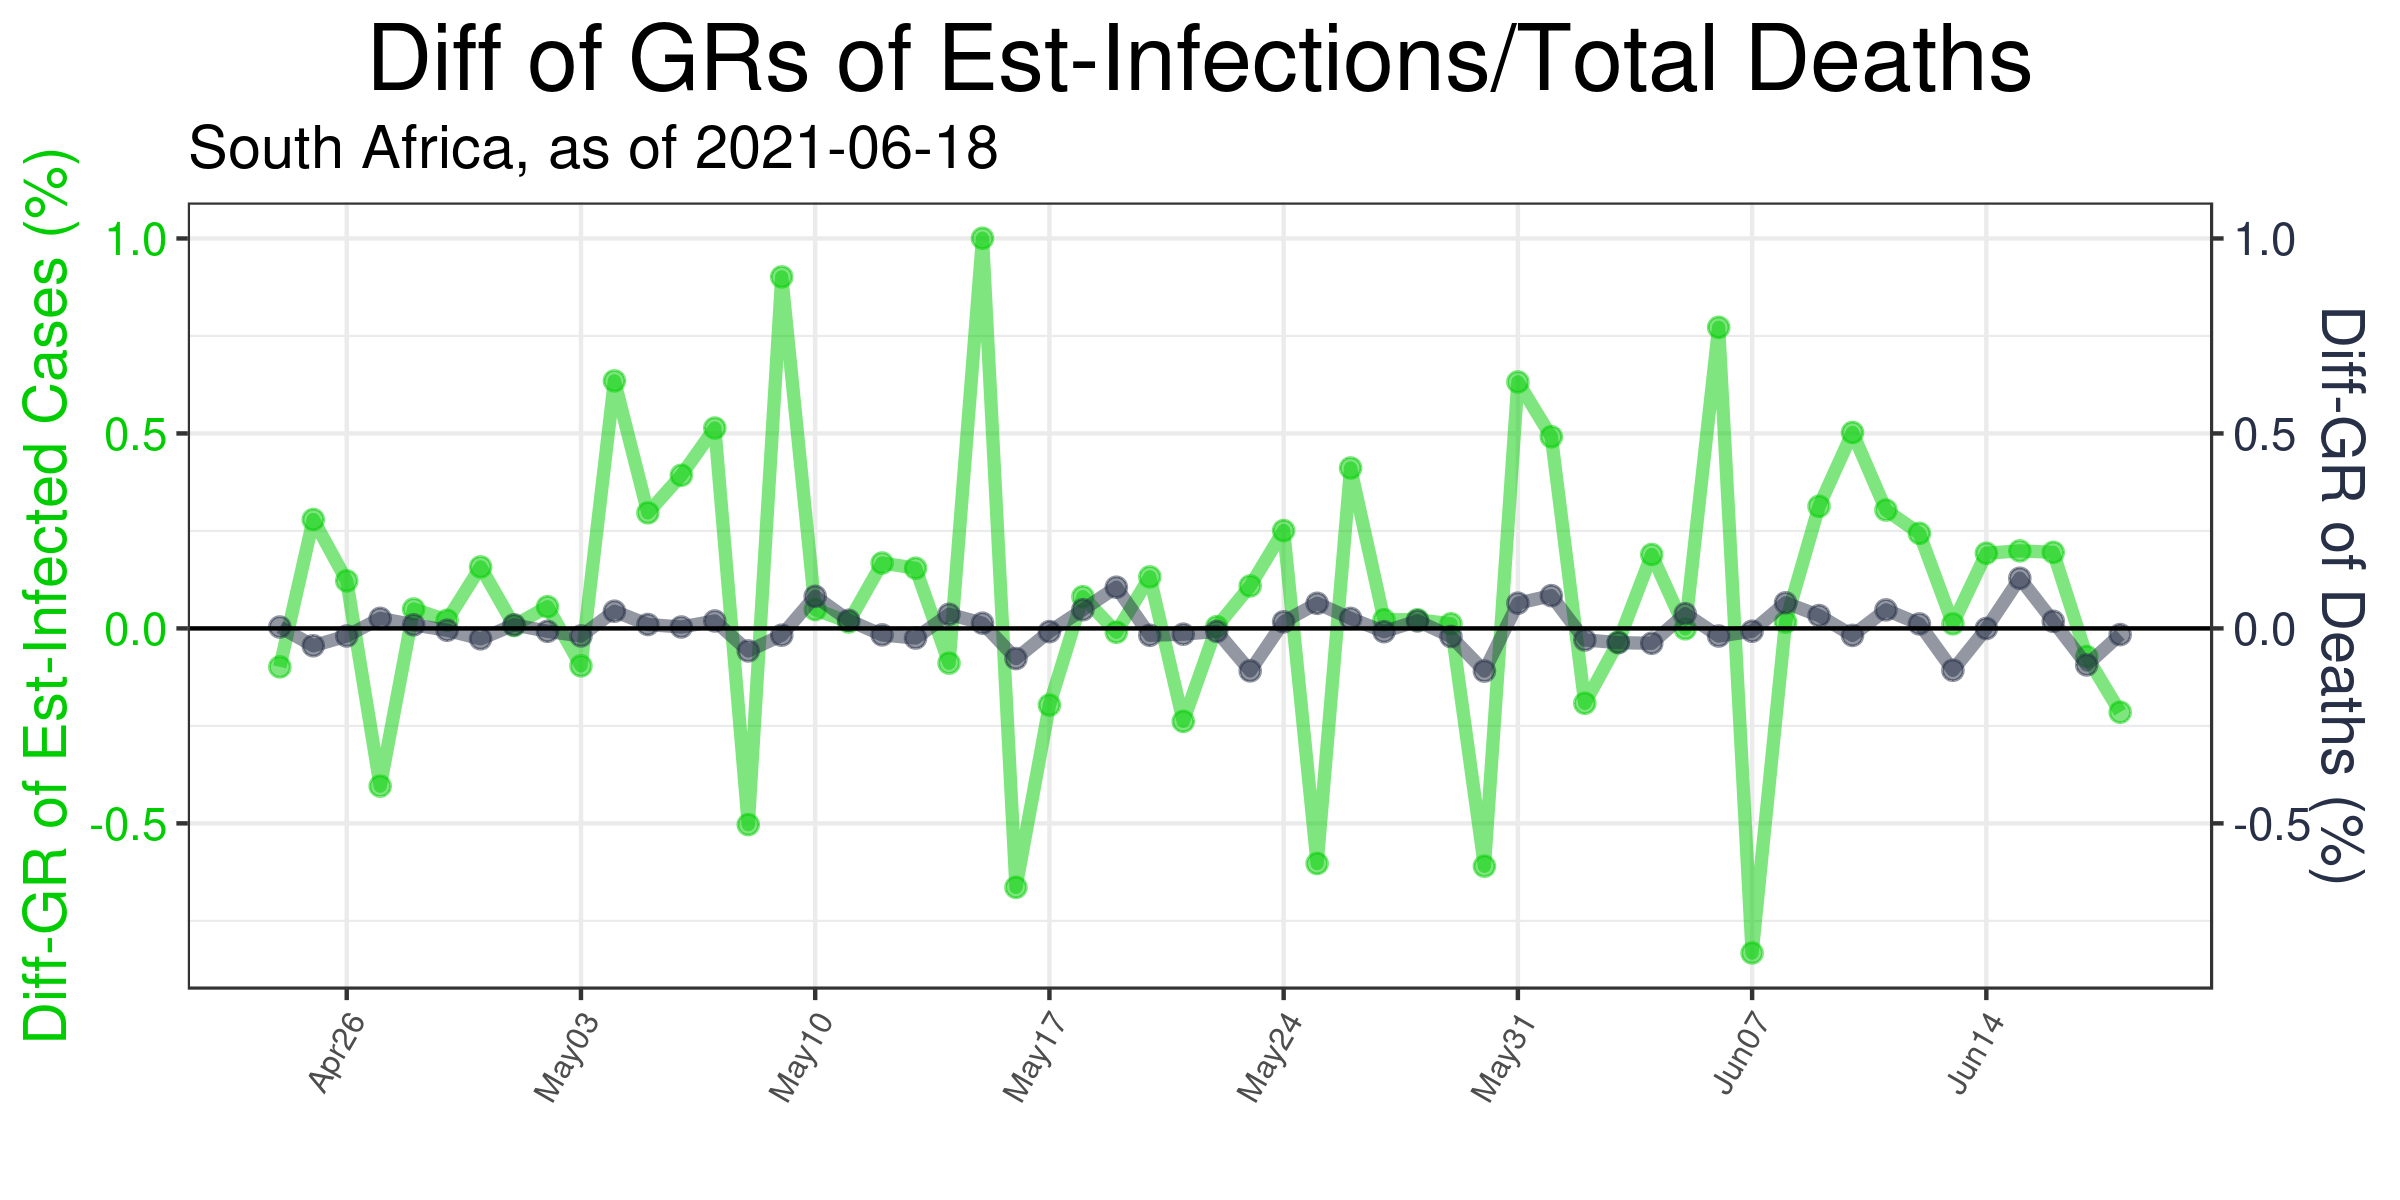 Diff of GRs of Est-Infections/Total Deaths
South Africa, as of 2021-06-18
Diff-GR of Est-Infected Cases (%)
1.0
0.5
0.0
-0.5
1.0
0.5
0.0
-0.5
Diff-GR of Deaths (%)
Apr26
May03
May10
May17
May24
May31
Jun07
Jun14